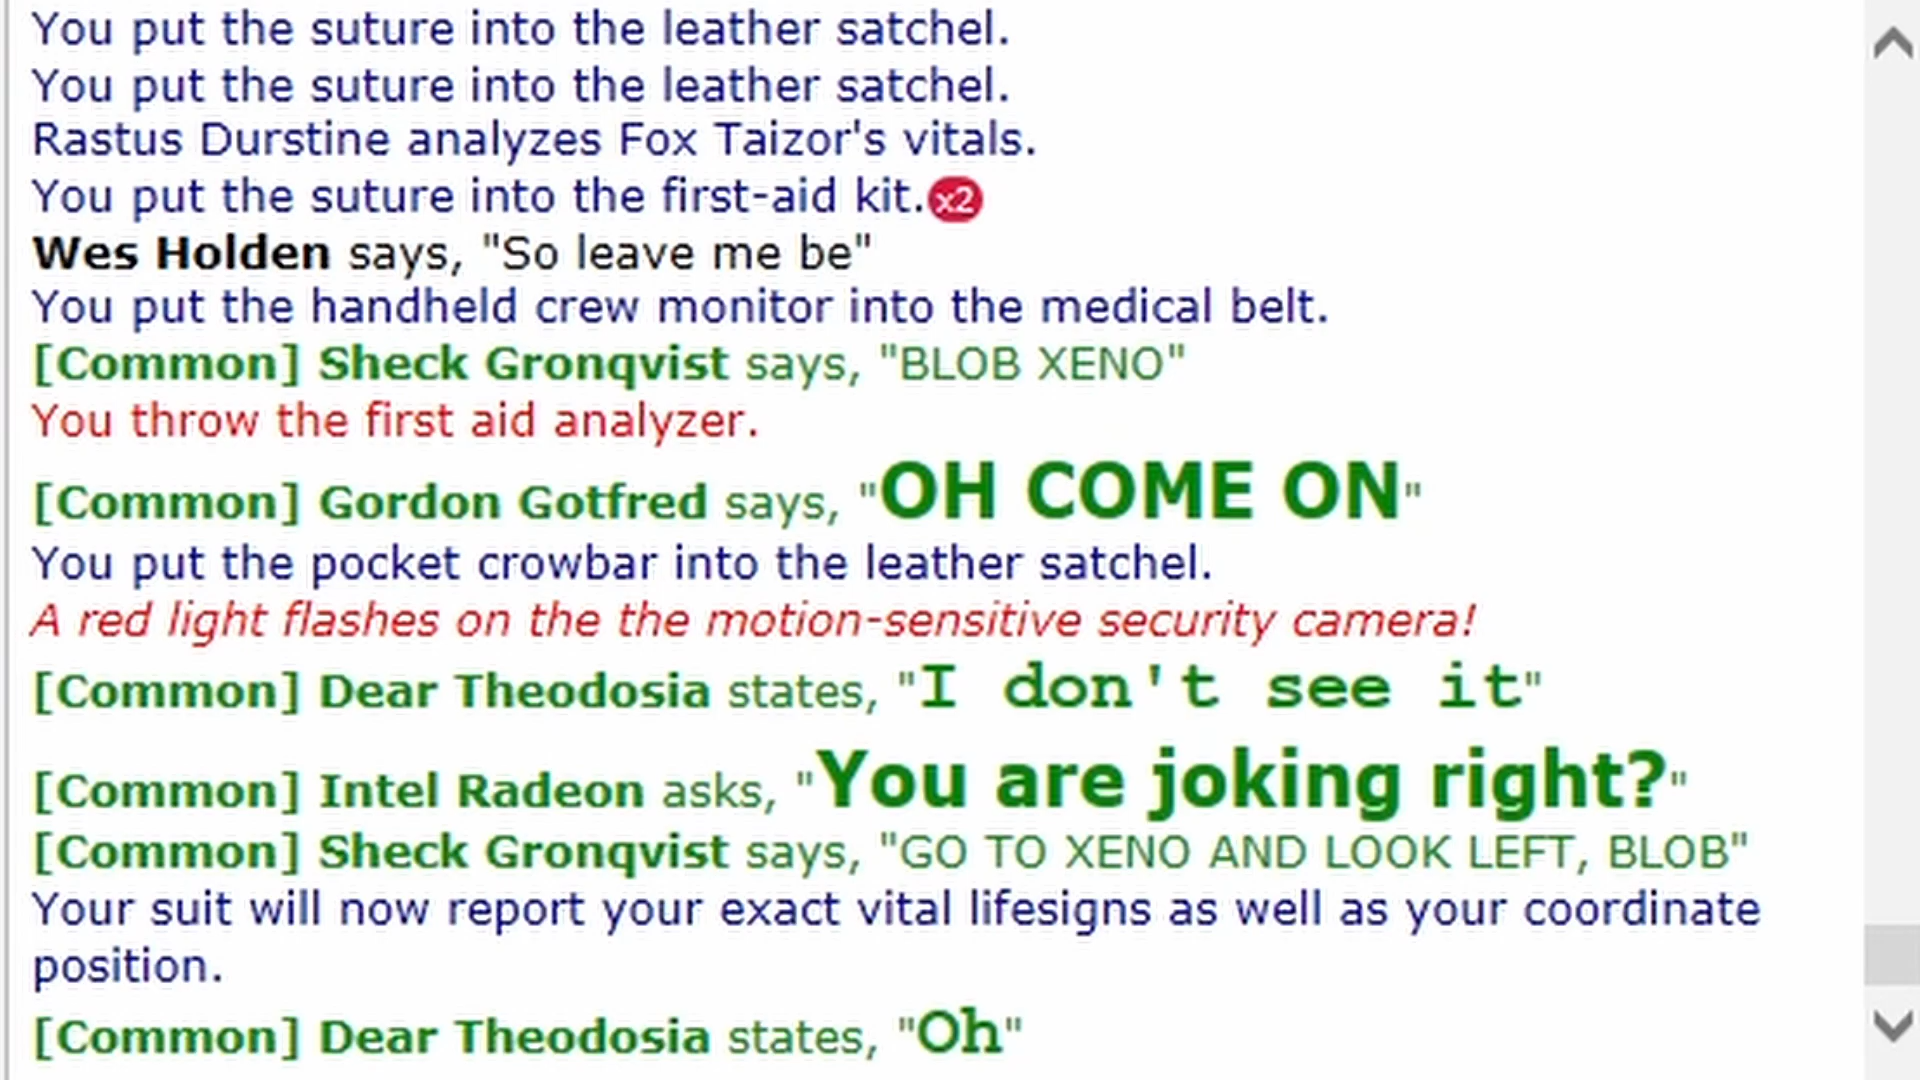 You put the suture into the leather satchel.
You put the suture into the leather satchel.
Rastus Durstine analyzes Fox Taizor's vitals.
You put the suture into the first-aid kit. x2
Wes Holden says, "So leave me be"
You put the handheld crew monitor into the medical belt.
[Common] Sheck Gronqvist says, "BLOB XENO"
You throw the first aid analyzer.
[Common] Gordon Gotfred says, "OH COME ON"
You put the pocket crowbar into the leather satchel.
A red light flashes on the the motion-sensitive security camera!
[Common] Dear Theodosia states, "I don't see it"
[Common] Intel Radeon asks, "You are joking right?"
[Common] Sheck Gronqvist says, "GO TO XENO AND LOOK LEFT, BLOB"
Your suit will now report your exact vital lifesigns as well as your coordinate
position.
[Common] Dear Theodosia states, "Oh"